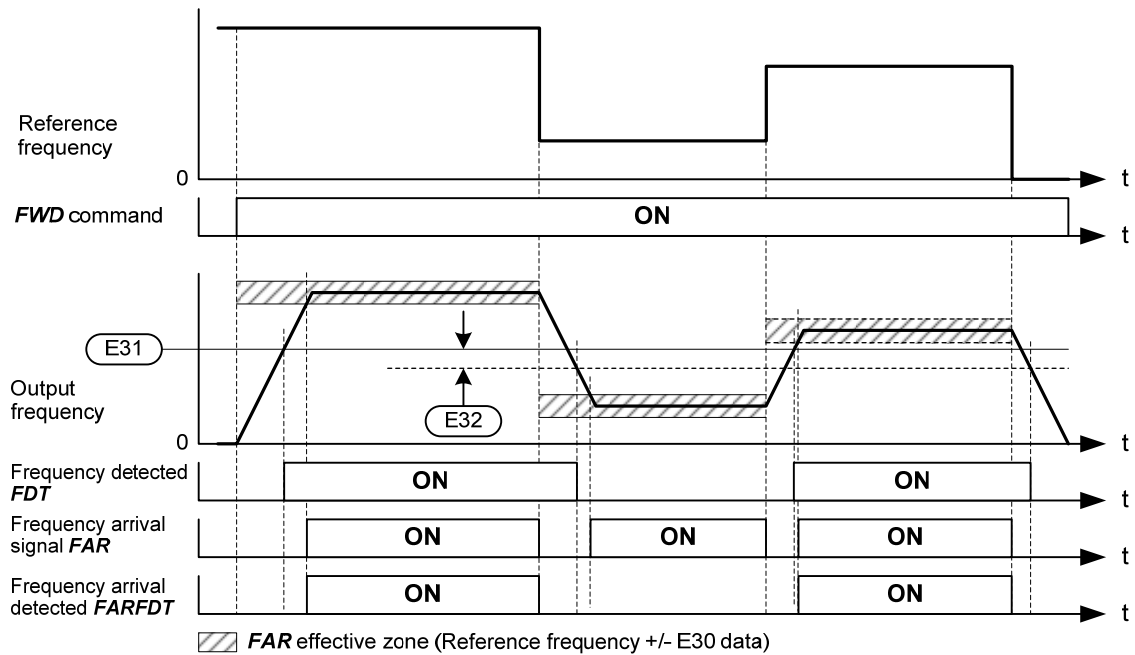 Reference
frequency
0
t
FWD command
ON
t
E31
Output
frequency
E32
0
t
Frequency detected
FDT
ON
ON
t
Frequency arrival
signal FAR
ON
ON
ON
t
Frequency arrival
detected FARFDT
ON
ON
t
FAR effective zone (Reference frequency +/- E30 data)